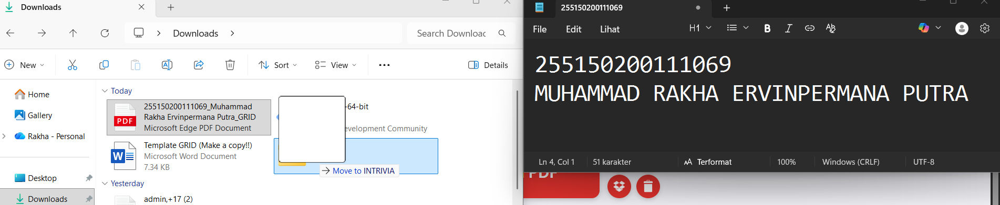 Downloads
Downloads
Search Downloac
New
Sort
View
Details
Home
Gallery
Rakha - Personal
Desktop
Downloads
Today
255150200111069_Muhammad
Rakha Ervinpermana Putra_GRID
Microsoft Edge PDF Document
PDF
-64-bit
evelopment Community
Template GRID (Make a copy!!)
Microsoft Word Document
7.34 KB
W
Move to INTRIVIA
Yesterday
admin,+17 (2)
255150200111069
File
Edit
Lihat
H1
B
I
255150200111069
MUHAMMAD RAKHA ERVINPERMANA PUTRA
Ln 4, Col 1
51 karakter
AA Terformat
100%
Windows (CRLF)
UTF-8
PDF